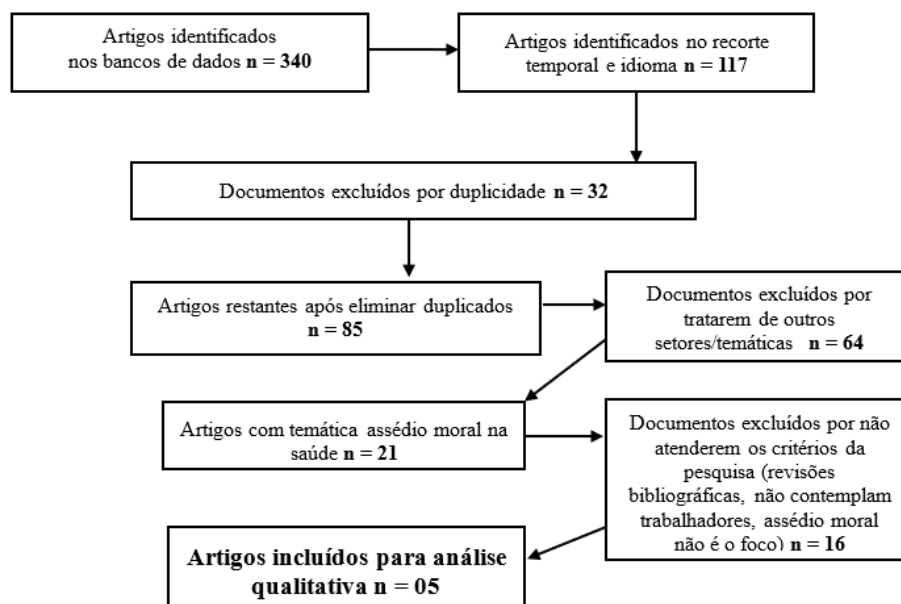 Artigos identificados
nos bancos de dados n = 340
Artigos identificados no recorte
temporal e idioma n = 117
Documentos excluídos por duplicidade n = 32
Artigos restantes após eliminar duplicados
n = 85
Documentos excluídos por
tratarem de outros
setores/temáticas n = 64
Artigos com temática assédio moral na
saúde n = 21
Documentos excluídos por não
atenderem os critérios da
pesquisa (revisões
bibliográficas, não contemplam
trabalhadores, assédio moral
não é o foco) n = 16
Artigos incluídos para análise
qualitativa n = 05